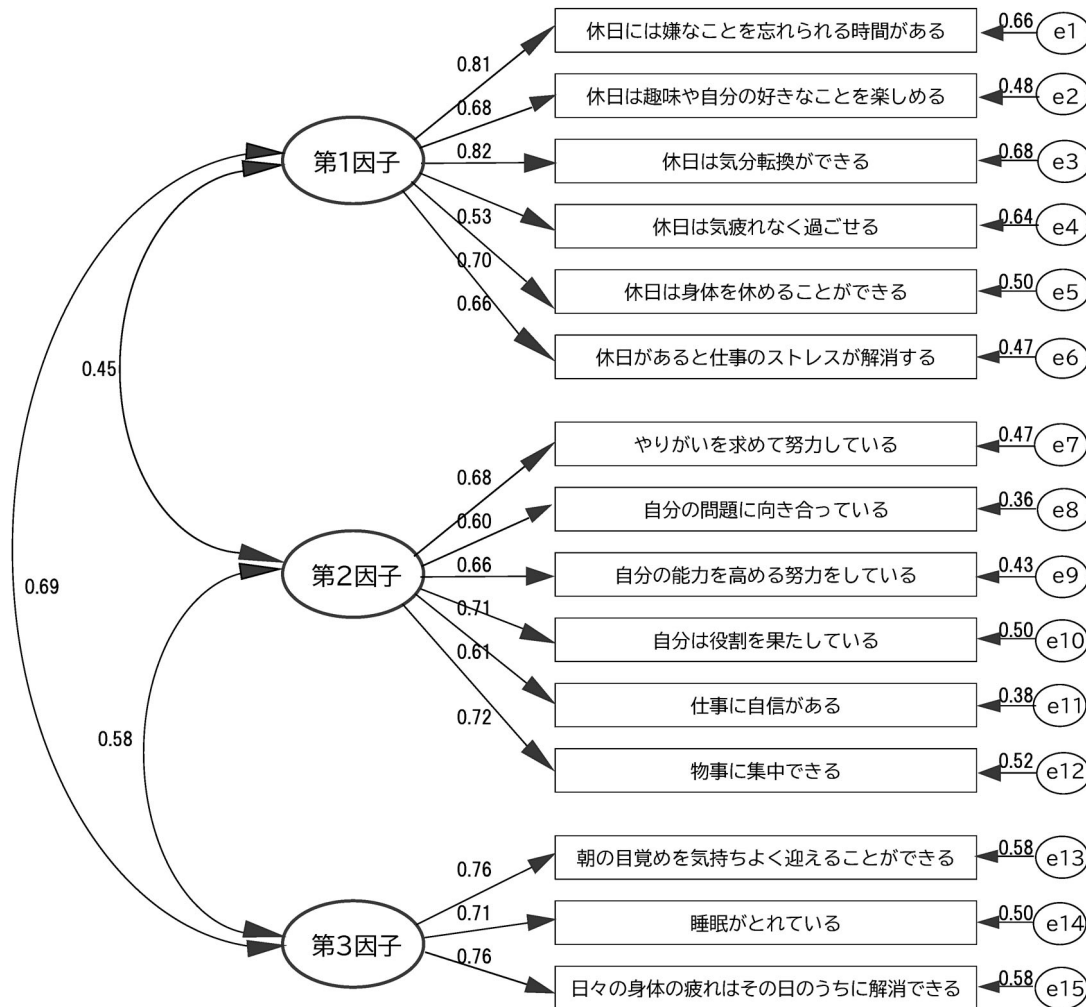 休日には嫌なことを忘れられる時間がある
0.66
e1
0.81
休日は趣味や自分の好きなことを楽しめる
0.48
e2
0.68
第1因子
0.82
休日は気分転換ができる
0.68
e3
0.53
休日は気疲れなく過ごせる
0.64
e4
0.70
休日は身体を休めることができる
0.50
e5
0.66
休日があると仕事のストレスが解消する
0.47
e6
0.45
やりがいを求めて努力している
0.47
e7
0.68
自分の問題に向き合っている
0.36
e8
0.60
第2因子
0.66
自分の能力を高める努力をしている
0.43
e9
0.69
0.71
自分は役割を果たしている
0.50
e10
0.61
仕事に自信がある
0.38
e11
0.72
0.58
物事に集中できる
0.52
e12
朝の目覚めを気持ちよく迎えることができる
0.58
e13
0.76
0.71
睡眠がとれている
0.50
e14
第3因子
0.76
日々の身体の疲れはその日のうちに解消できる
0.58
e15